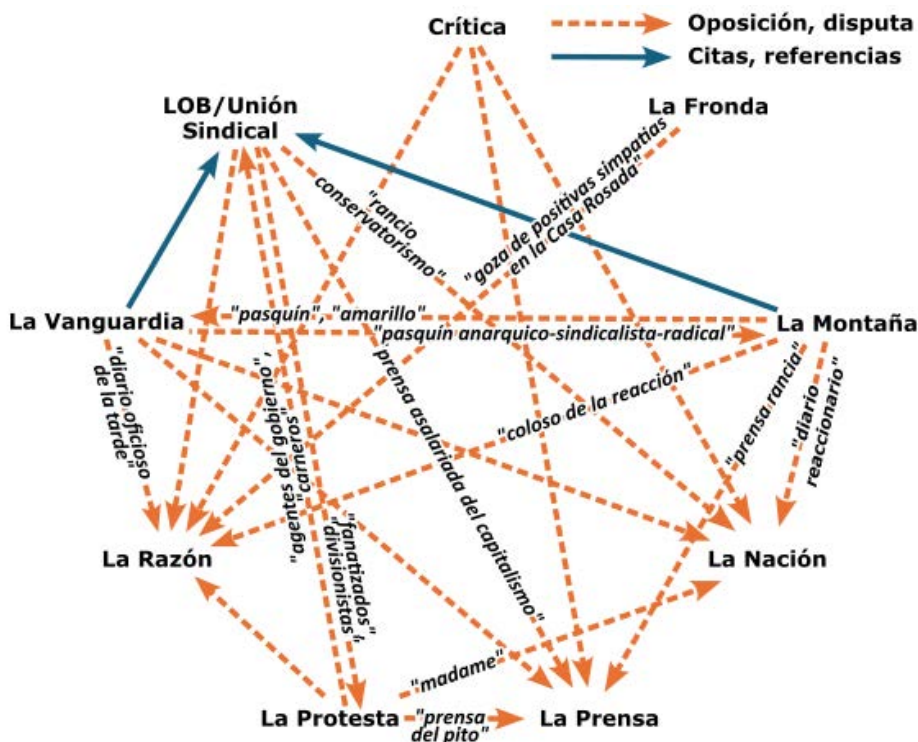 Crítica
Oposición, disputa
Citas, referencias
LOB/Unión
Sindical
La Fronda
"rancio
conservatorismo"
"goza de positivas simpatias
en la Casa Rosada"
La Vanguardia
"pasquín", "amarillo"
"pasquín anarquico-sindicalista-radical"
La Montaña
"diario oficioso
de la tarde"
"agentes del gobierno",
"carneros"
"fanatizados",
"divisionistas"
prensa asalariada del capitalismo"
"coloso de la reacción"
"prensa rancia"
"diario
reaccionario"
La Razón
La Nación
"madame"
La Protesta
"prensa
del pito"
La Prensa